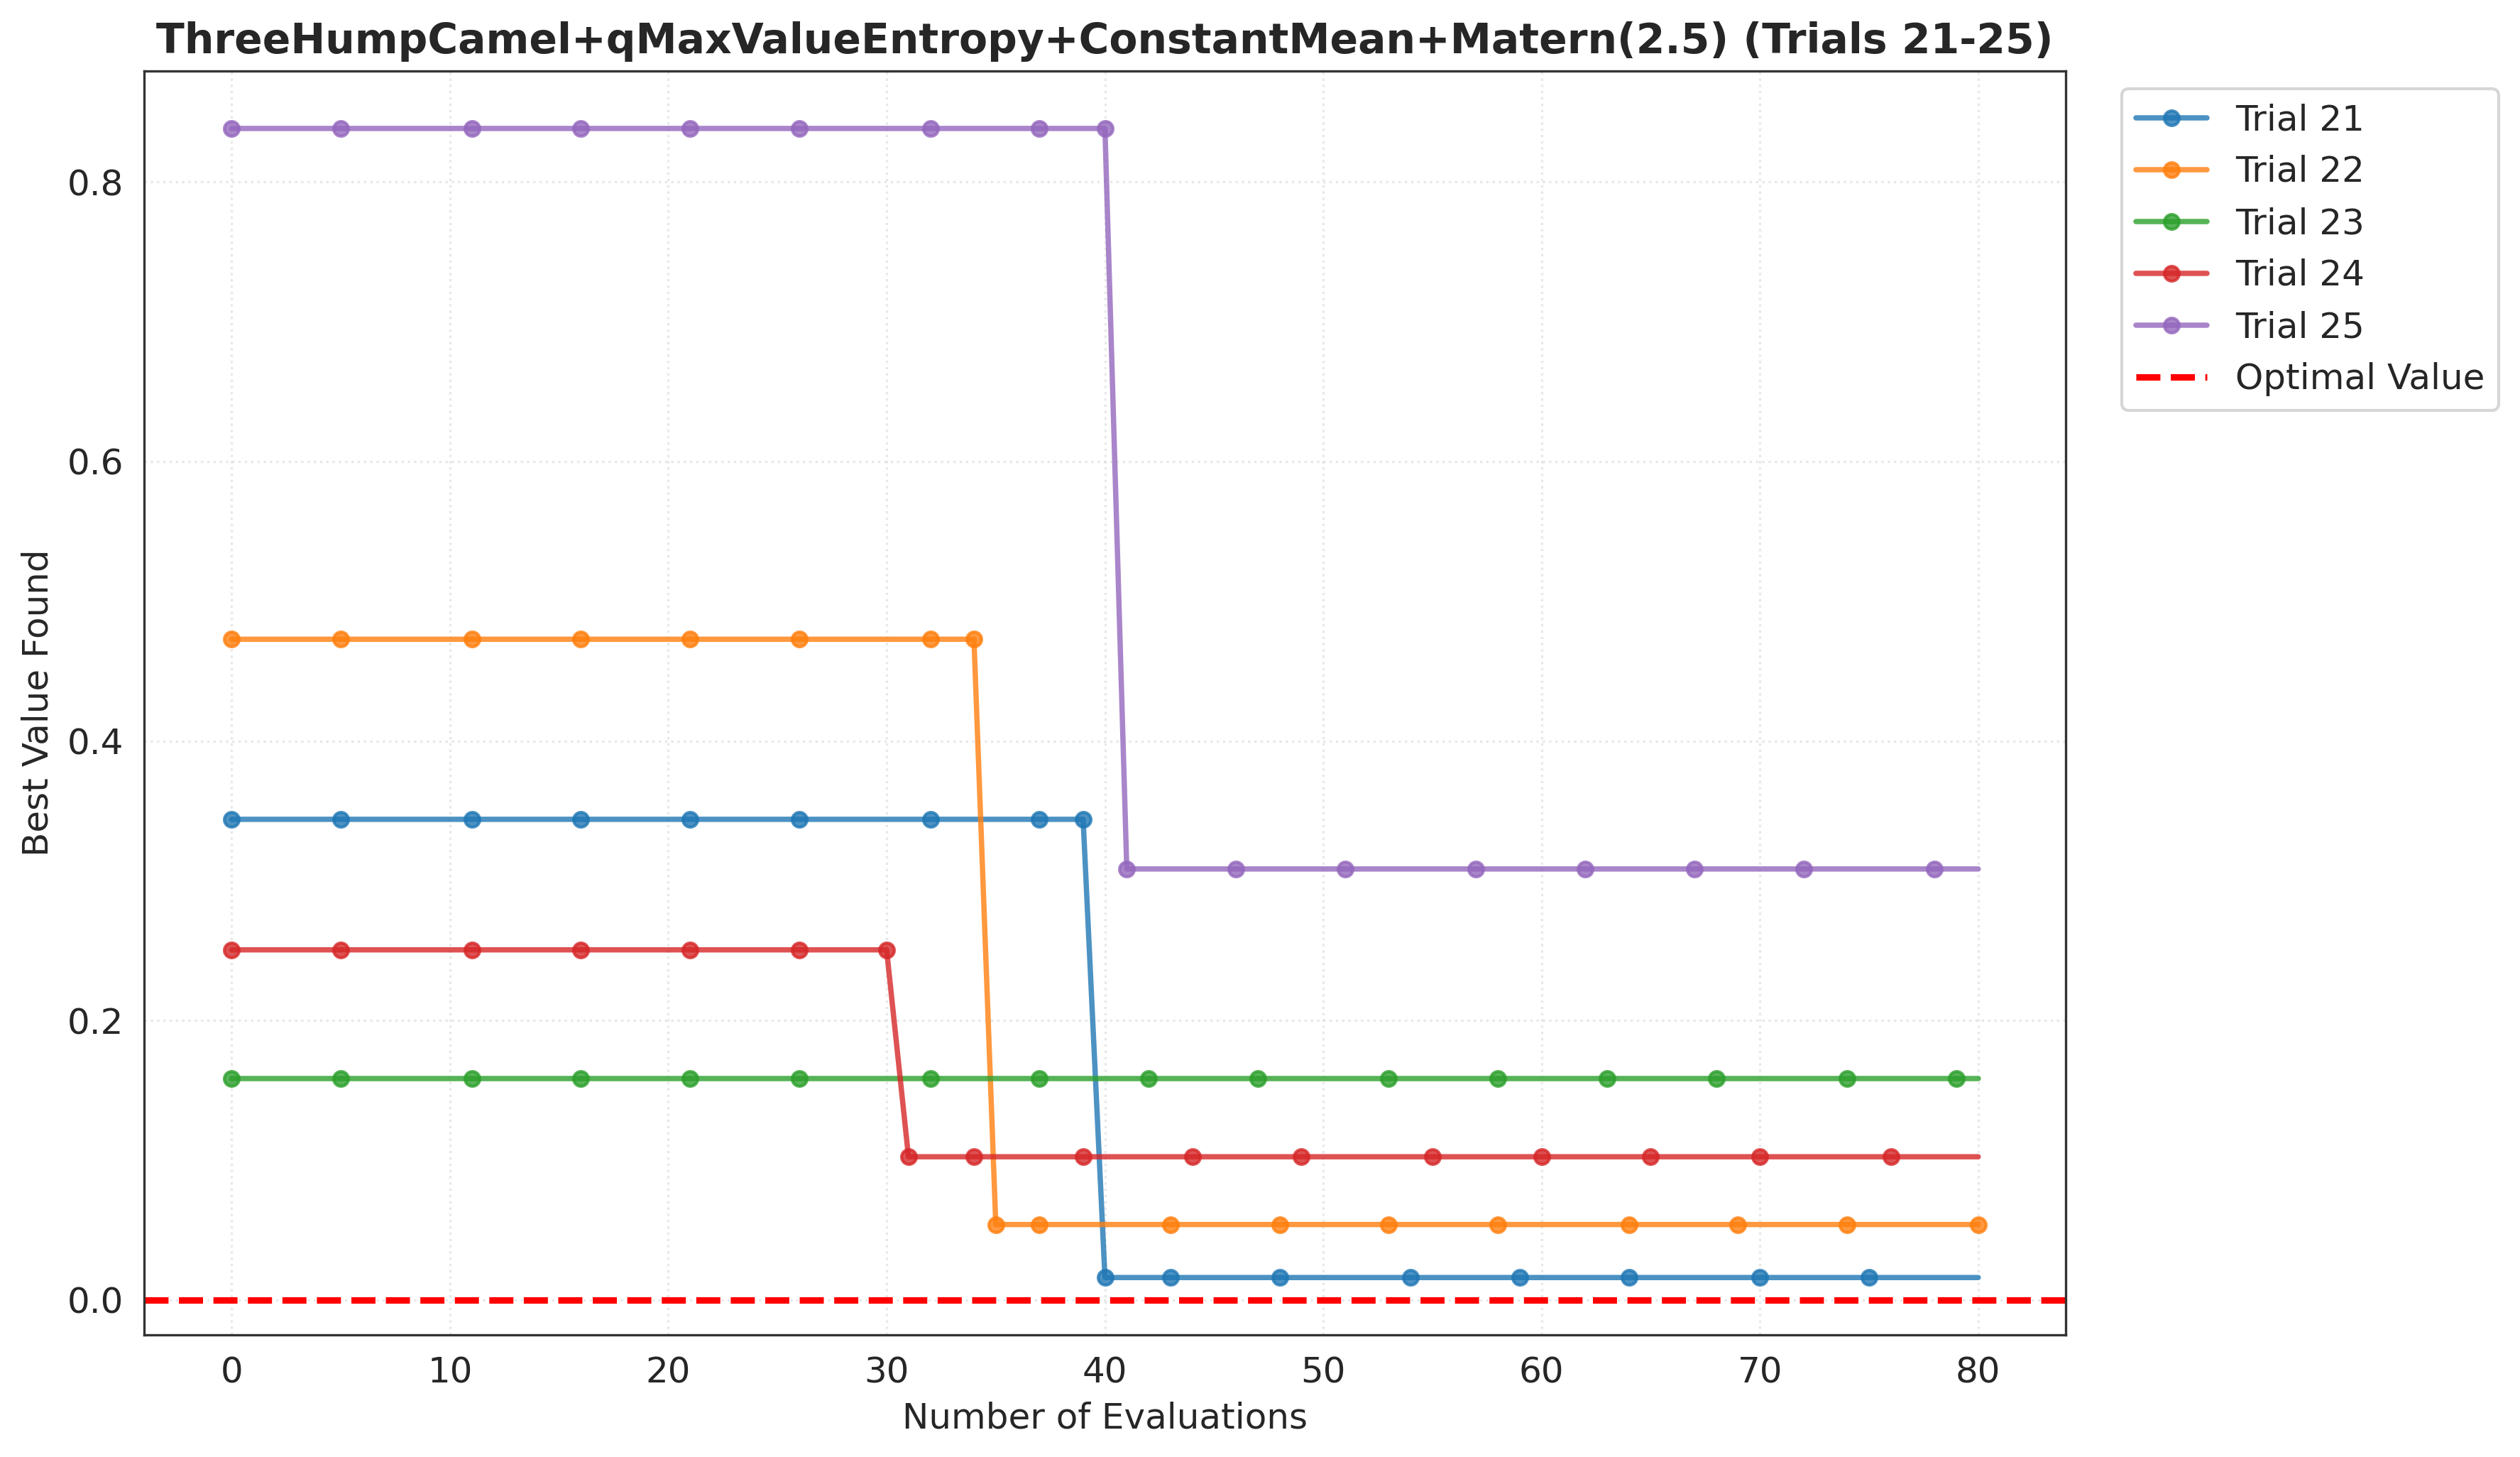 ThreeHumpCamel+qMaxValueEntropy+ConstantMean+Matern(2.5) (Trials 21-25)
Best Value Found
0.8
0.6
0.4
0.2
0.0
0 10 20 30 40 50 60 70 80
Number of Evaluations
Trial 21
Trial 22
Trial 23
Trial 24
Trial 25
Optimal Value